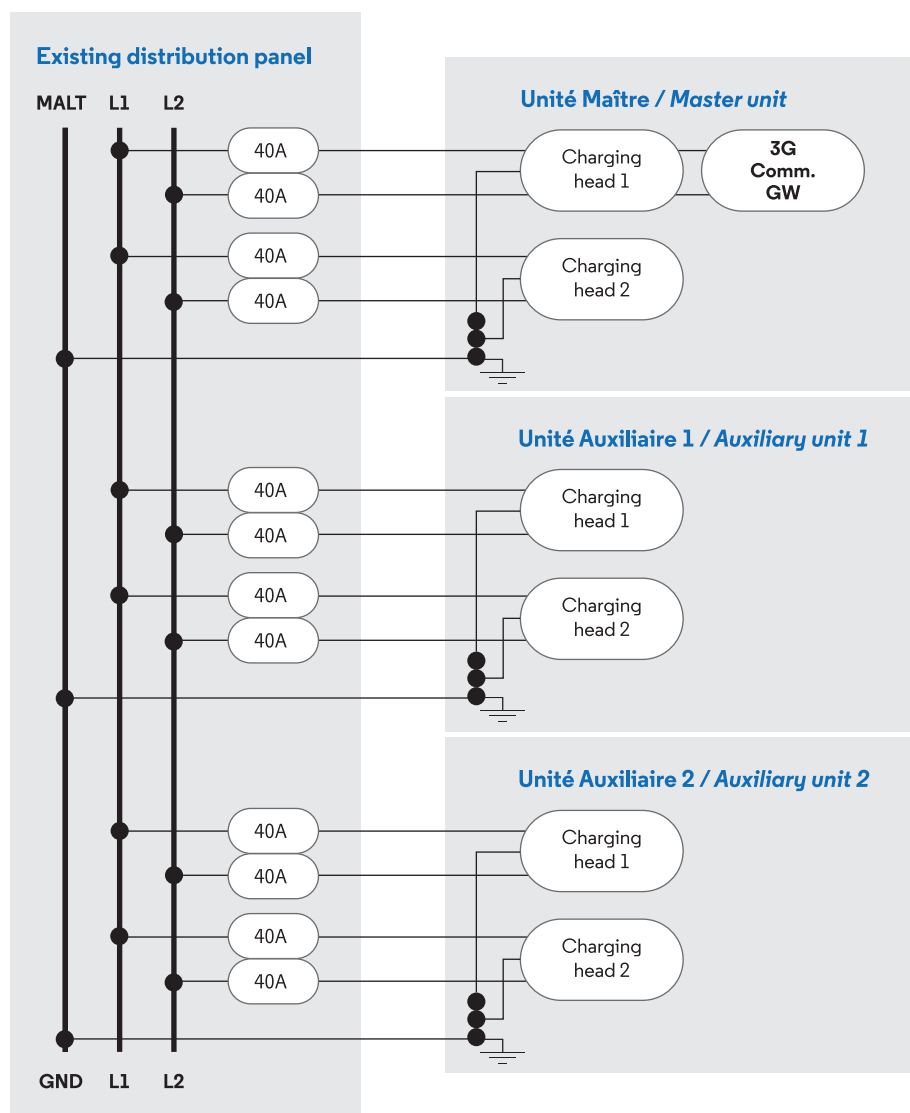 Existing distribution panel
MALT L1 L2
Unité Maître / Master unit
40A
40A
40A
40A
Charging
head 1
3G
Comm.
GW
Charging
head 2
Unité Auxiliaire 1 / Auxiliary unit 1
40A
40A
40A
40A
Charging
head 1
Charging
head 2
Unité Auxiliaire 2 / Auxiliary unit 2
40A
40A
40A
40A
Charging
head 1
Charging
head 2
GND L1 L2